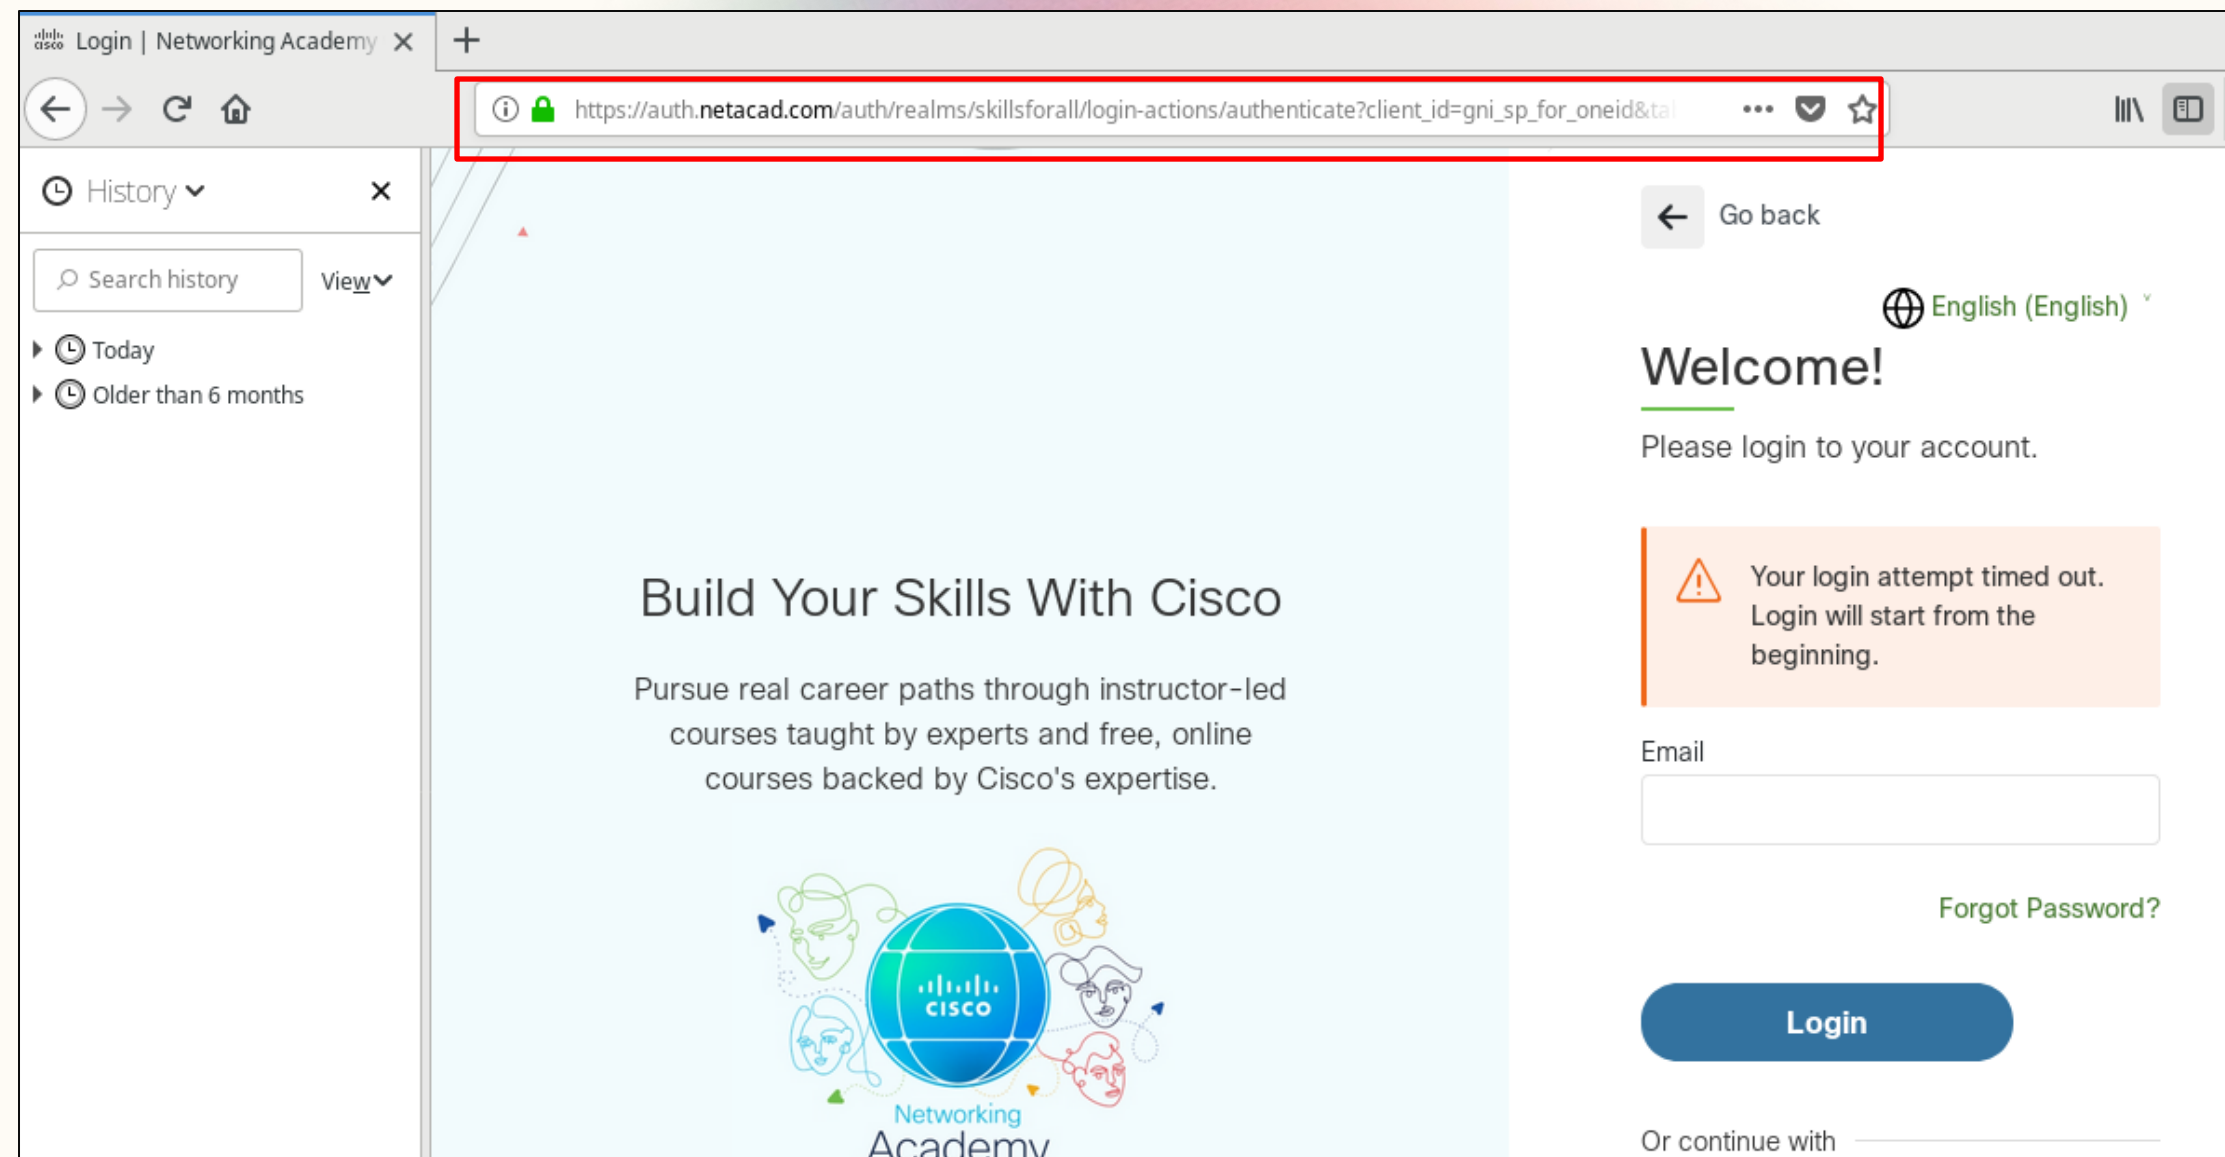 Login | Networking Academy
https://auth.netacad.com/auth/realms/skillsforall/login-actions/authenticate?client_id=gni_sp_for_oneid&ta
History
Search history
View
Today
Older than 6 months
Build Your Skills With Cisco
Pursue real career paths through instructor-led
courses taught by experts and free, online
courses backed by Cisco's expertise.
CISCO
Networking
Academy
Go back
English (English)
Welcome!
Please login to your account.
Your login attempt timed out.
Login will start from the
beginning.
Email
Forgot Password?
Login
Or continue with